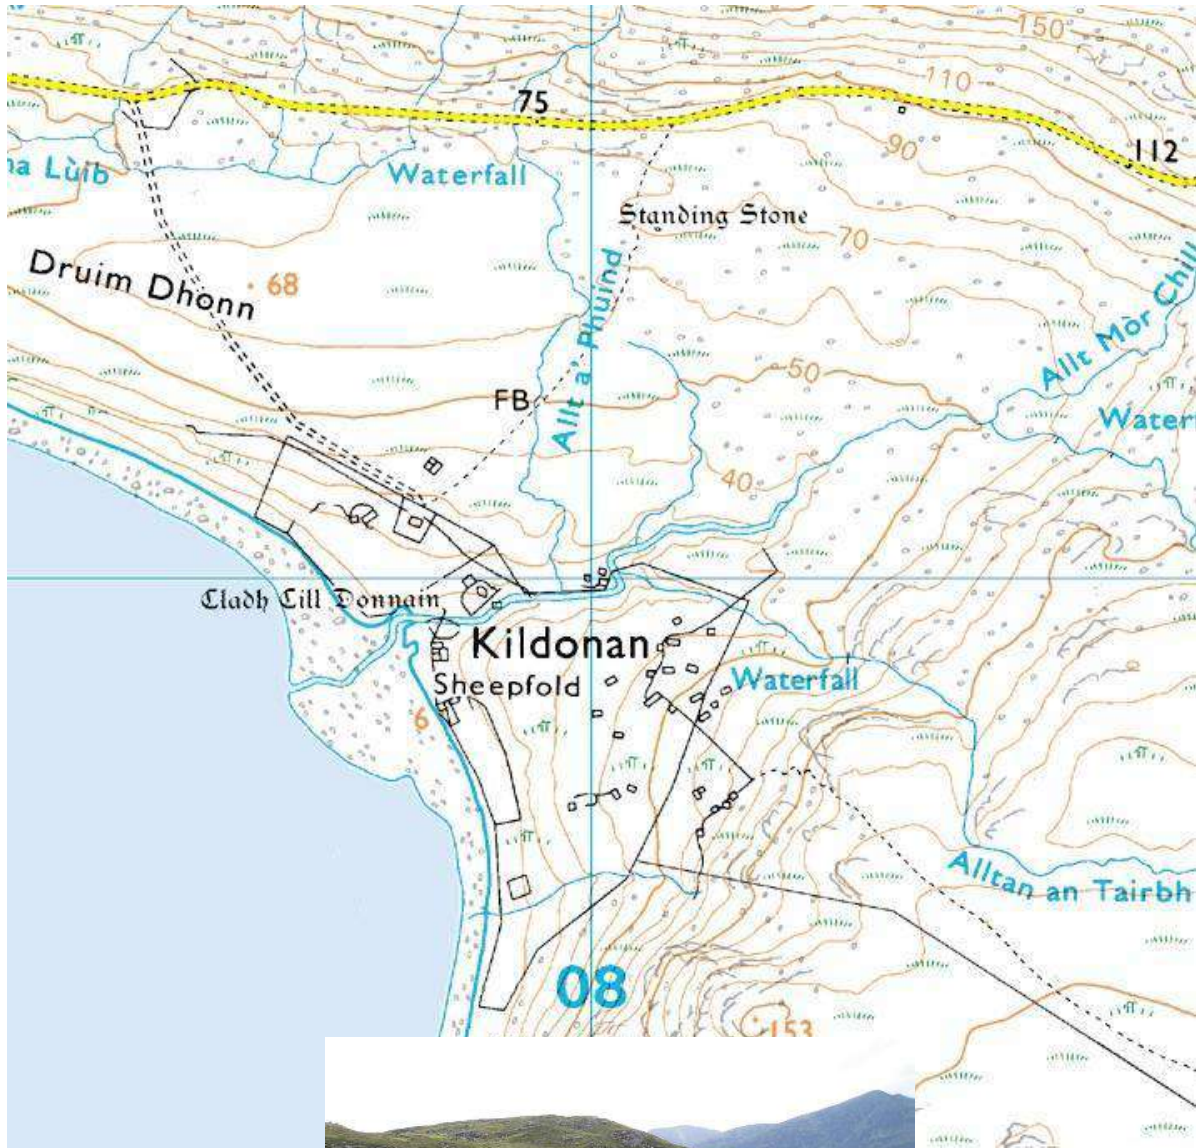 150
110
75
112
90
na Lùib
Waterfall
Standing Stone
70
Druim Dhonn
68
Allt a' Phuind
Allt Mòr Chill
50
FB
Water
40
Cladh Cill Donnain
Kildonan
Waterfall
Sheepfold
6
Alltan an Tairbh
08
153